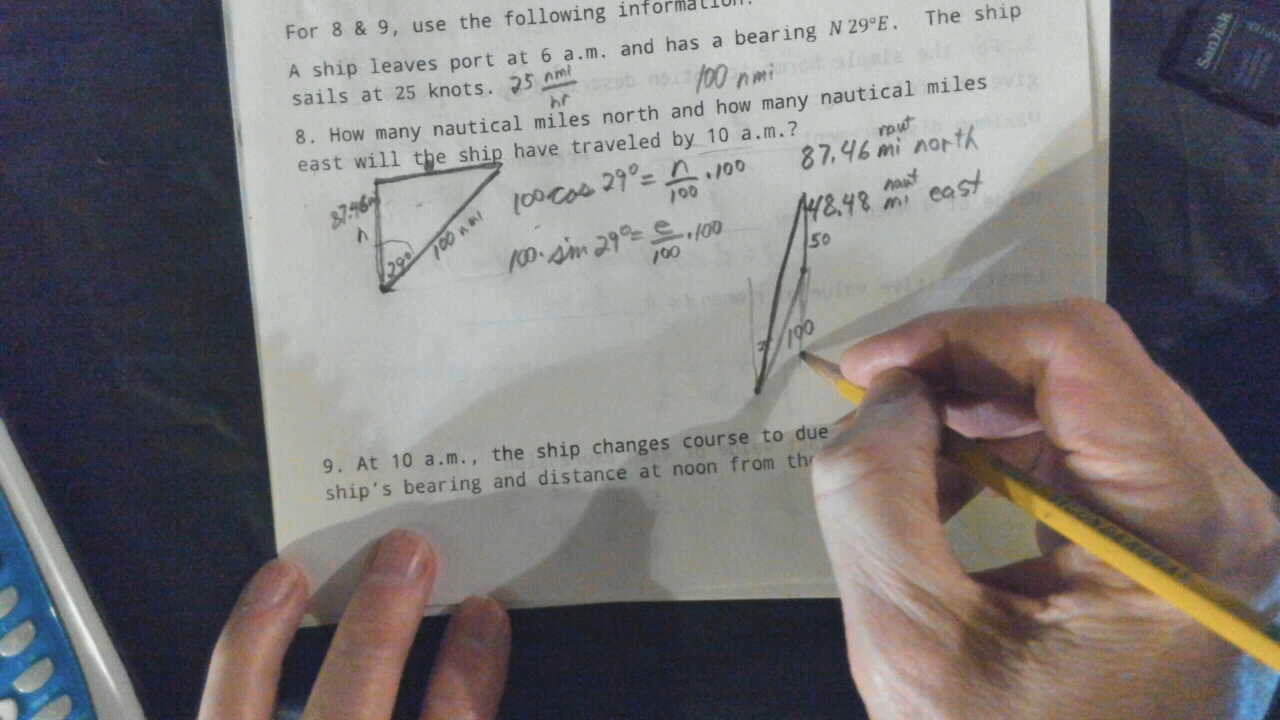 For 8 & 9, use the following information.
A ship leaves port at 6 a.m. and has a bearing N 29°E. The ship
sails at 25 knots. 25 nmi/hr 100 nmi
8. How many nautical miles north and how many nautical miles
east will the ship have traveled by 10 a.m.?
87.46 naut mi north
48.48 naut mi east
100·cos 29° = n/100 ·100
100· sin 29° = e/100 ·100
87.46
n
29°
100 nmi
50
100
9. At 10 a.m., the ship changes course to due
ship's bearing and distance at noon from the